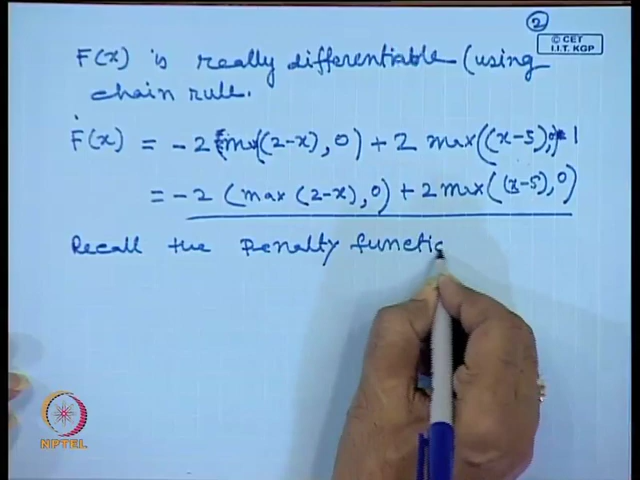 2
© CET
I.I.T. KGP
F(x) is really differentiable (using
chain rule.
Ḟ(x) = -2 (max((2-x), 0) + 2 max((x-5), 0)* 1
= -2 (max (2-x), 0) + 2 max((x-5), 0)
Recall the Penalty functio
NPTEL